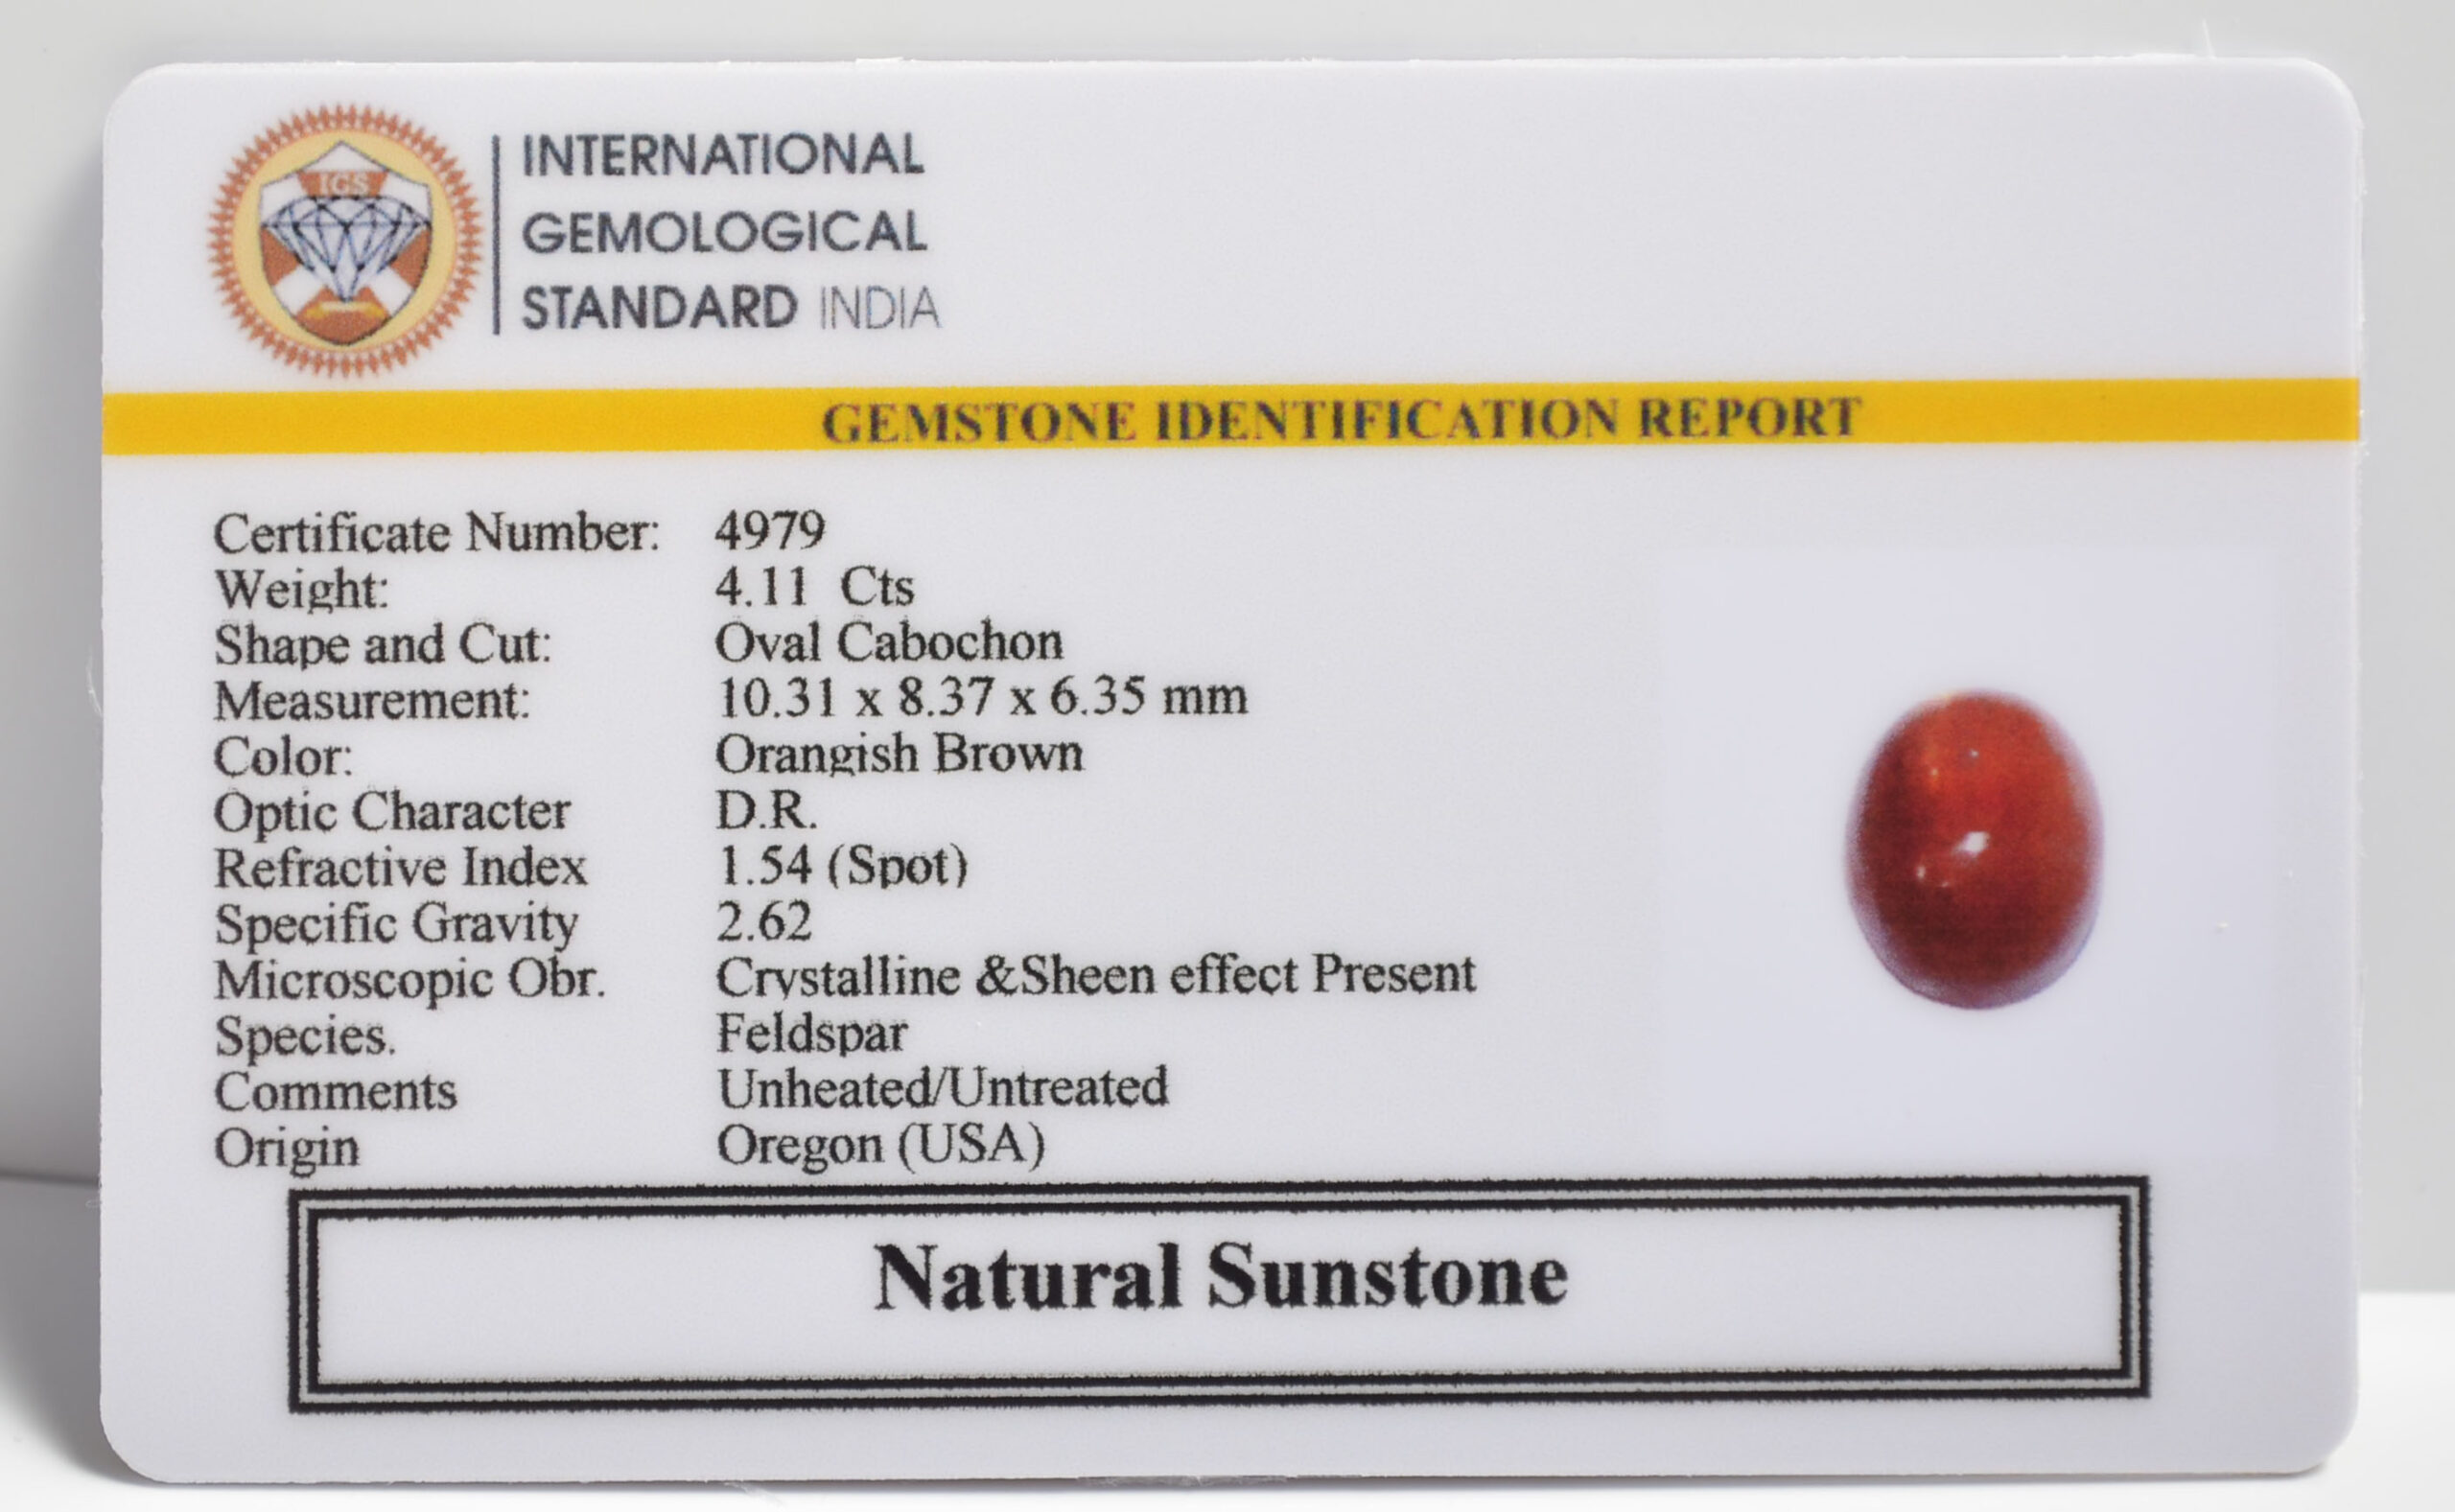 IGS
INTERNATIONAL
GEMOLOGICAL
STANDARD INDIA
GEMSTONE IDENTIFICATION REPORT
Certificate Number: 4979
Weight: 4.11 Cts
Shape and Cut: Oval Cabochon
Measurement: 10.31 x 8.37 x 6.35 mm
Color: Orangish Brown
Optic Character D.R.
Refractive Index 1.54 (Spot)
Specific Gravity 2.62
Microscopic Obr. Crystalline &Sheen effect Present
Species. Feldspar
Comments Unheated/Untreated
Origin Oregon (USA)
Natural Sunstone